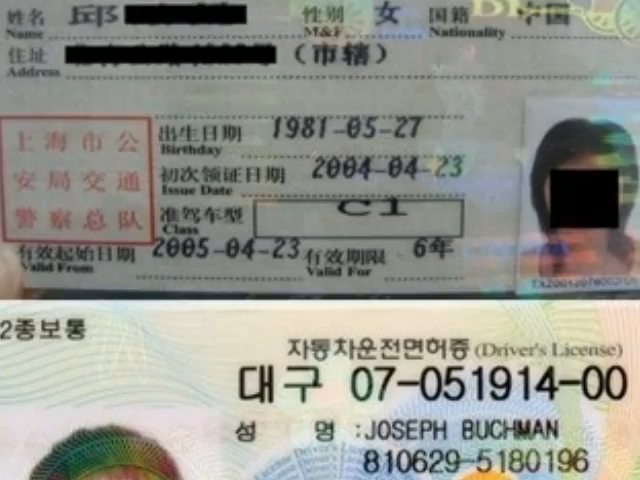 姓名 邱 性别 女 国籍 中国
Name M&F Nationality
住址 （市辖）
Address
上海市公
安局交通
警察总队
出生日期 1981-05-27
Birthday
初次领证日期 2004-04-23
Issue Date
准驾车型 C1
Class
有效起始日期 2005-04-23 有效期限 6年
Valid From Valid For
2종보통
자동차운전면허증 (Driver's License)
대구 07-051914-00
성 명 :JOSEPH BUCHMAN
810629-5180196